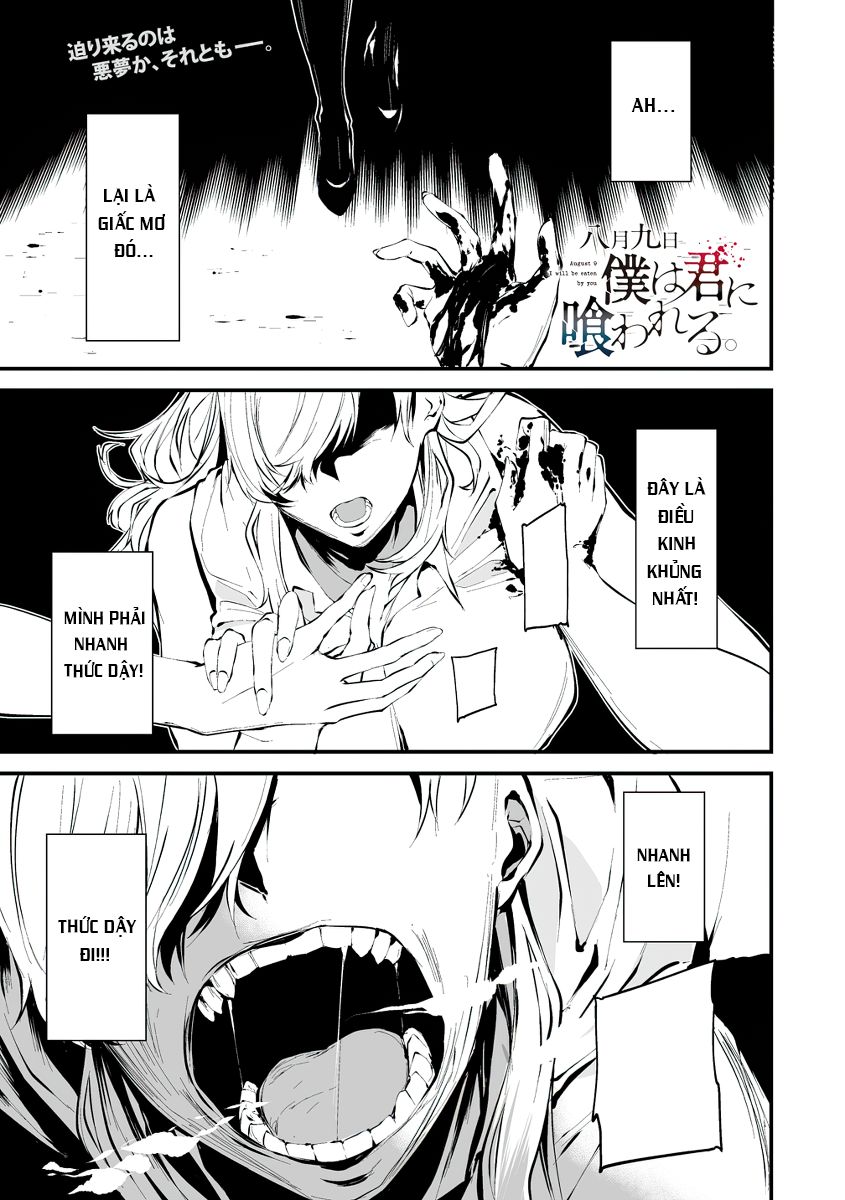 迫り来るのは
悪夢か、それとも——。
AH...
八月九日
August 9
I will be eaten
by you
僕は君に
喰われる。
LẠI LÀ
GIẤC MƠ
ĐÓ...
ĐÂY LÀ
ĐIỀU
KINH
KHỦNG
NHẤT!
MÌNH PHẢI
NHANH
THỨC DẬY!
NHANH
LÊN!
THỨC DẬY
ĐI!!!